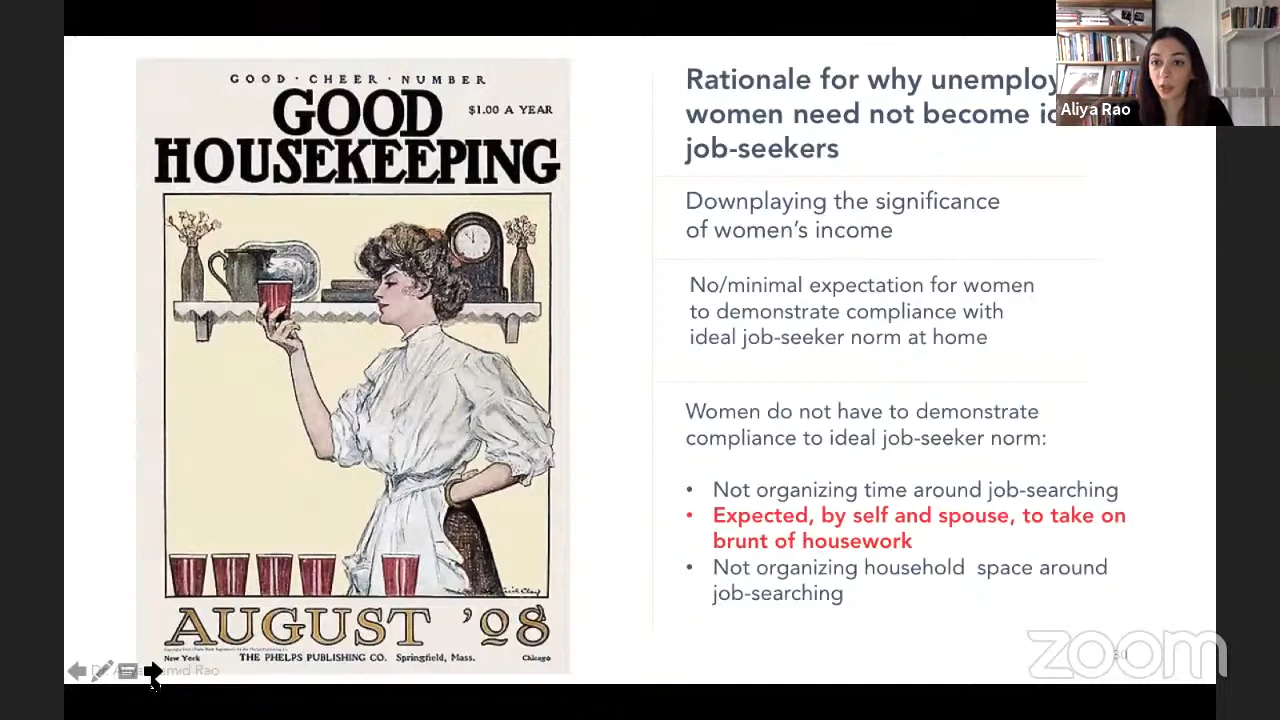 GOOD · CHEER · NUMBER
GOOD
$1.00 A YEAR
HOUSEKEEPING
AUGUST '08
New York
THE PHELPS PUBLISHING CO. Springfield, Mass.
Chicago
Rationale for why unemploy
women need not become
job-seekers
Downplaying the significance
of women's income
No/minimal expectation for women
to demonstrate compliance with
ideal job-seeker norm at home
Women do not have to demonstrate
compliance to ideal job-seeker norm:
• Not organizing time around job-searching
• Expected, by self and spouse, to take on
brunt of housework
• Not organizing household space around
job-searching
Aliya Rao
Dr. Rao
30
zoom